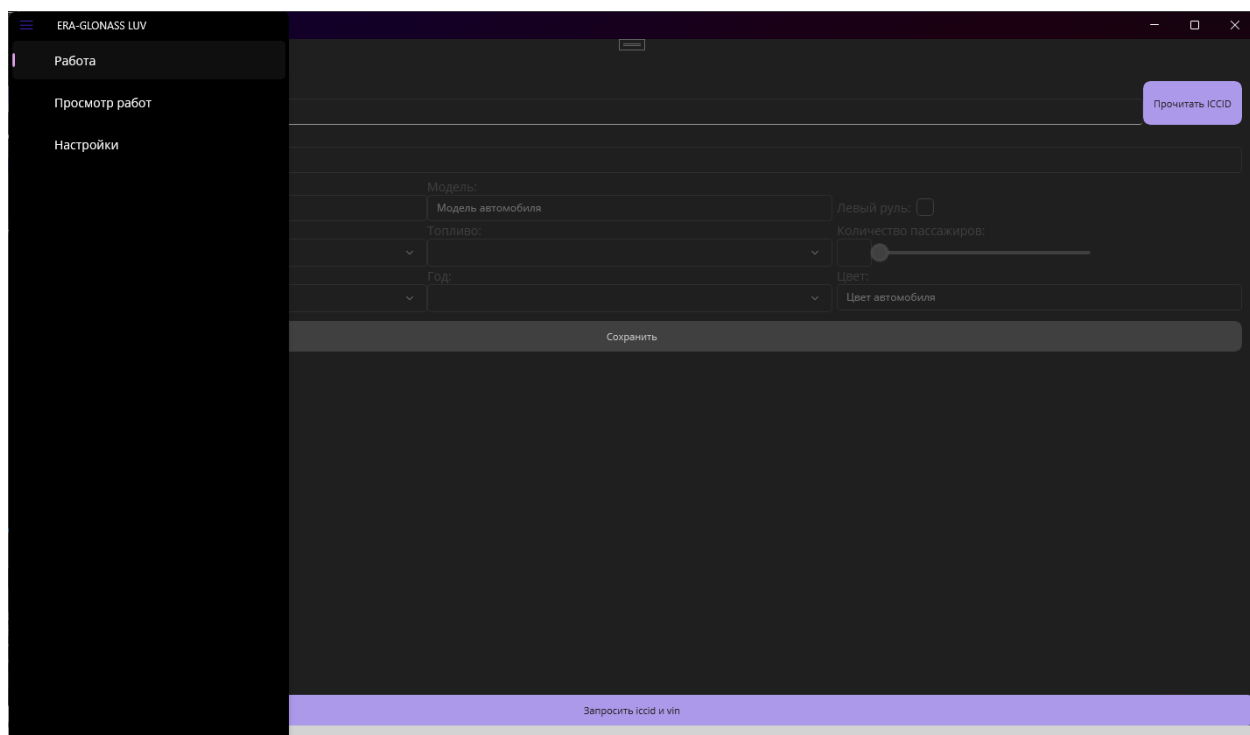 ERA-GLONASS LUV
Работа
Просмотр работ
Настройки
Прочитать ICCID
Модель:
Модель автомобиля
Левый руль:
Топливо:
Количество пассажиров:
Год:
Цвет:
Цвет автомобиля
Сохранить
Запросить iccid и vin